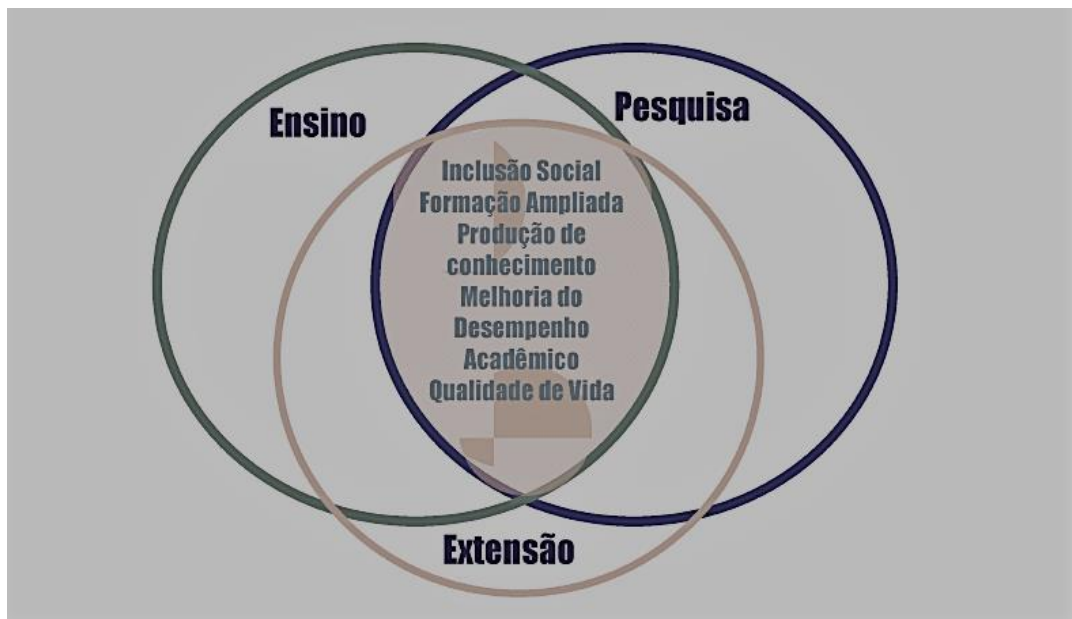 Ensino
Pesquisa
Inclusão Social
Formação Ampliada
Produção de
conhecimento
Melhoria do
Desempenho
Acadêmico
Qualidade de Vida
Extensão